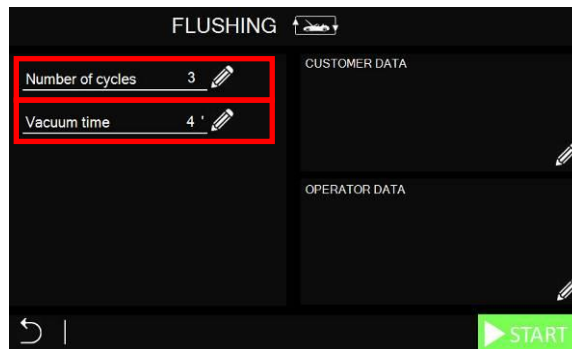 FLUSHING
Number of cycles 3
Vacuum time 4 '
CUSTOMER DATA
OPERATOR DATA
START